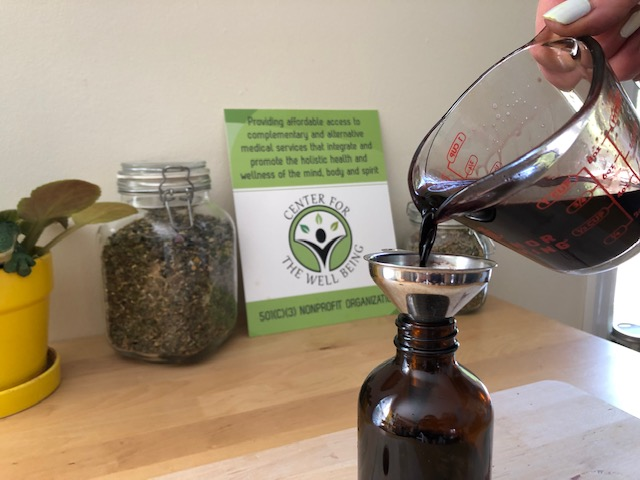 Providing affordable access to
complementary and alternative
medical services that integrate and
promote the holistic health and
wellness of the mind, body and spirit
CENTER FOR
THE WELL BEING
501(C)(3) NONPROFIT ORGANIZATI